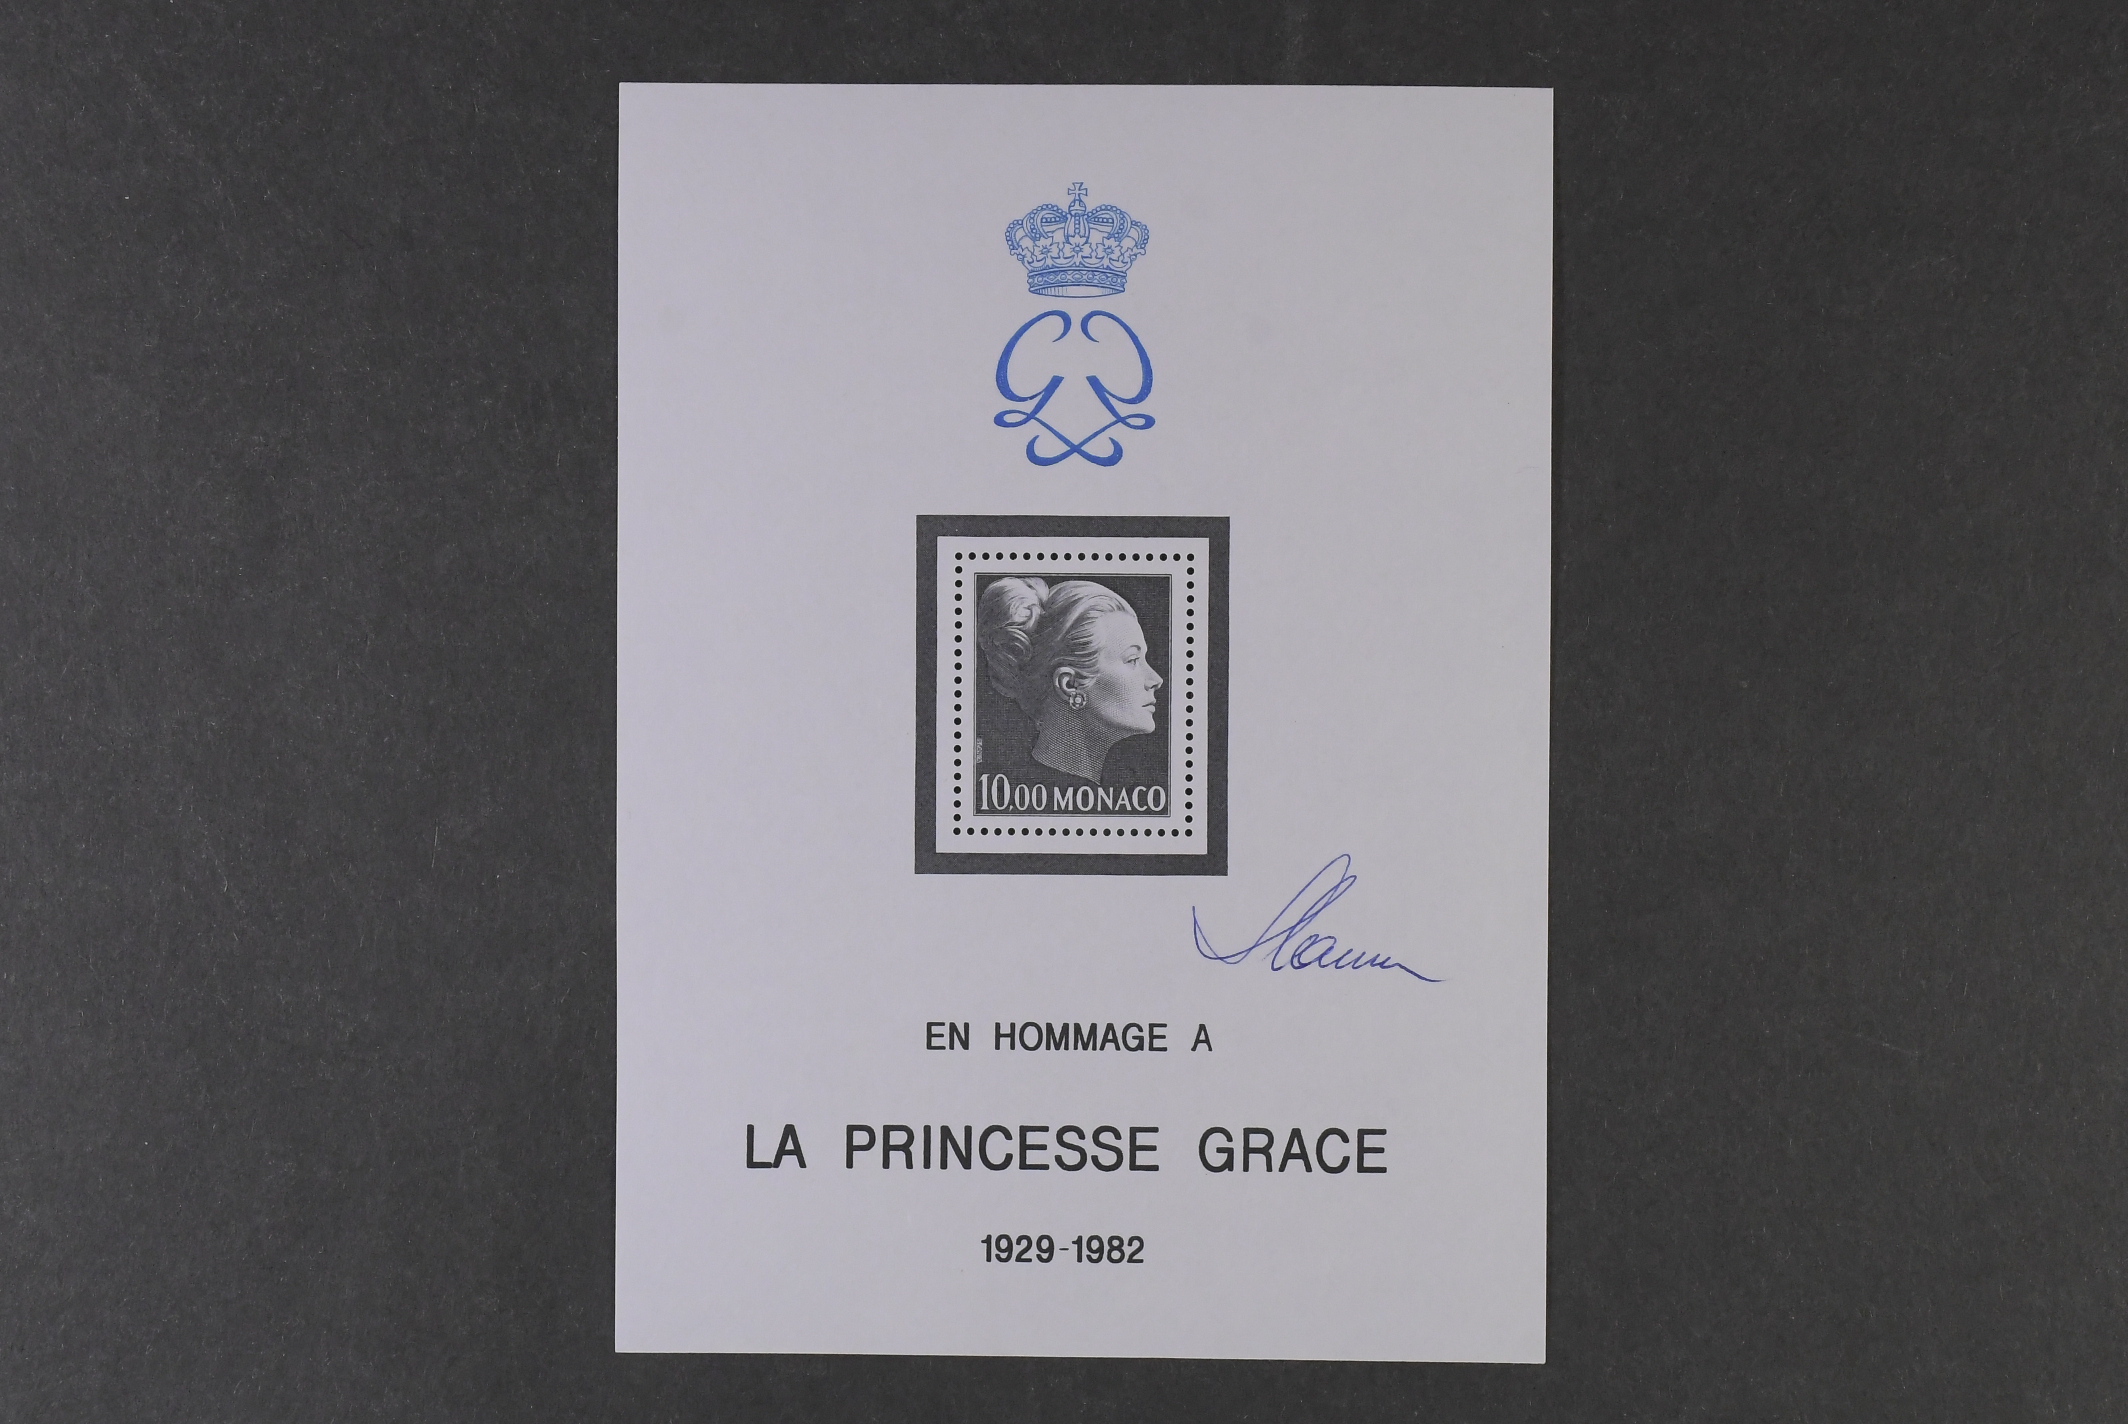 10,00 MONACO
EN HOMMAGE A
LA PRINCESSE GRACE
1929-1982